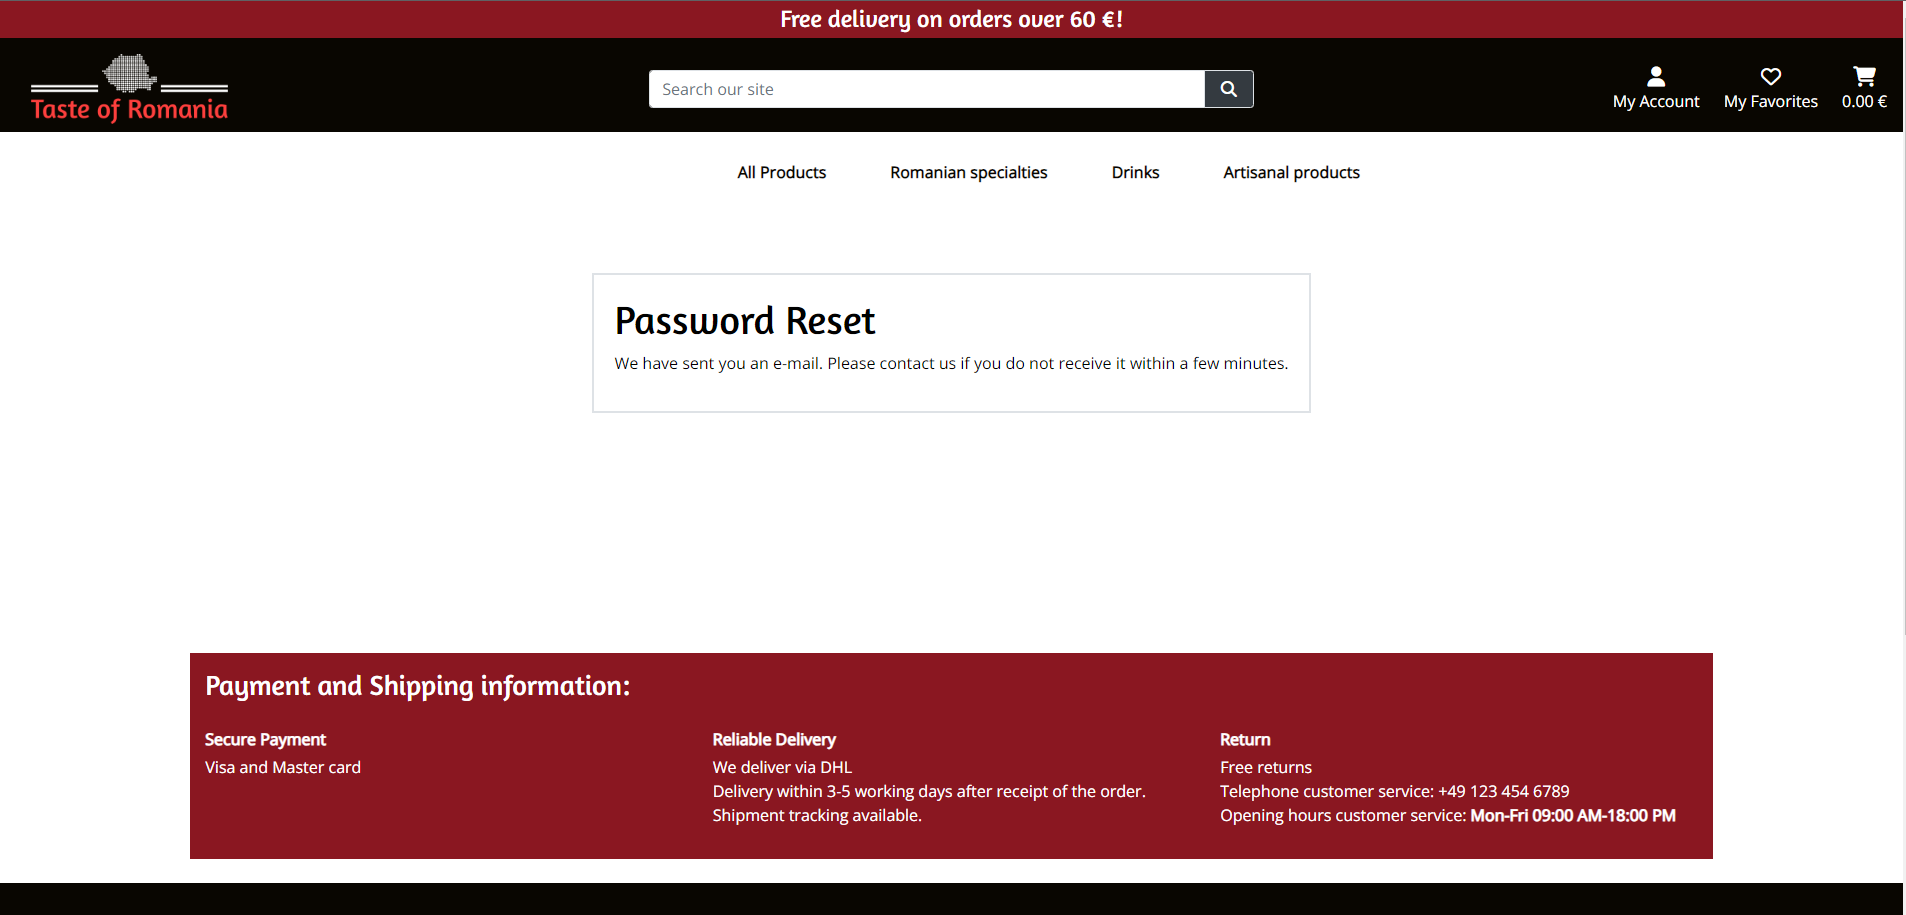 Free delivery on orders over 60 €!
Taste of Romania
Search our site
My Account
My Favorites
0.00 €
All Products
Romanian specialties
Drinks
Artisanal products
Password Reset
We have sent you an e-mail. Please contact us if you do not receive it within a few minutes.
Payment and Shipping information:
Secure Payment
Visa and Master card
Reliable Delivery
We deliver via DHL
Delivery within 3-5 working days after receipt of the order.
Shipment tracking available.
Return
Free returns
Telephone customer service: +49 123 454 6789
Opening hours customer service: Mon-Fri 09:00 AM-18:00 PM